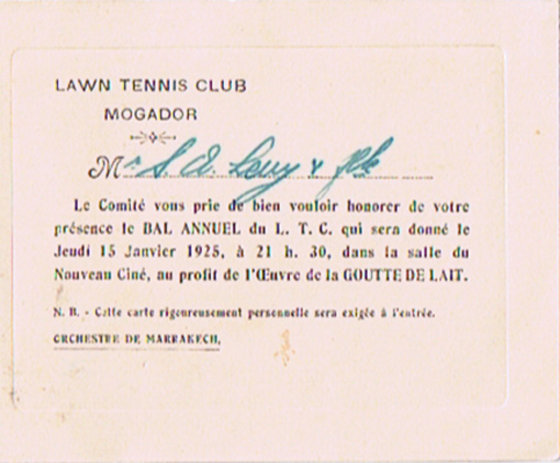 LAWN TENNIS CLUB
MOGADOR
Mr S. A. Levy &
Le Comité vous prie de bien vouloir honorer de votre
présence le BAL ANNUEL du L. T. C. qui sera donné le
Jeudi 15 Janvier 1925, à 21 h. 30, dans la salle du
Nouveau Ciné, au profit de l'Œuvre de la GOUTTE DE LAIT.
N. B. - Cette carte rigoureusement personnelle sera exigée à l'entrée.
ORCHESTRE DE MARRAKECH.